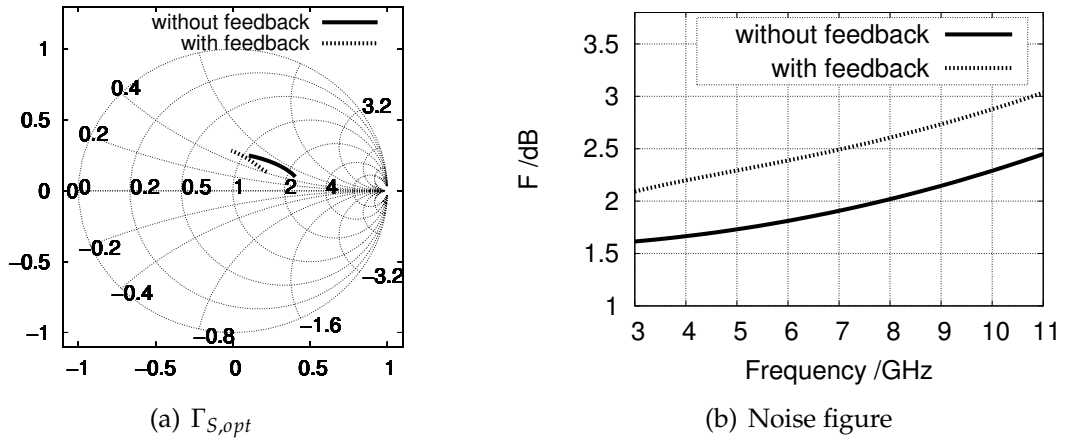 without feedback
with feedback
1
0.5
0
−0.5
−1
0.4
0.2
3.2
0 0.2 0.5 1 2 4
−0.2
−0.4
−0.8
−1.6
−3.2
−1 −0.5 0 0.5 1
(a) ΓS,opt
without feedback
with feedback
F /dB
3.5
3
2.5
2
1.5
1
3 4 5 6 7 8 9 10 11
Frequency /GHz
(b) Noise figure